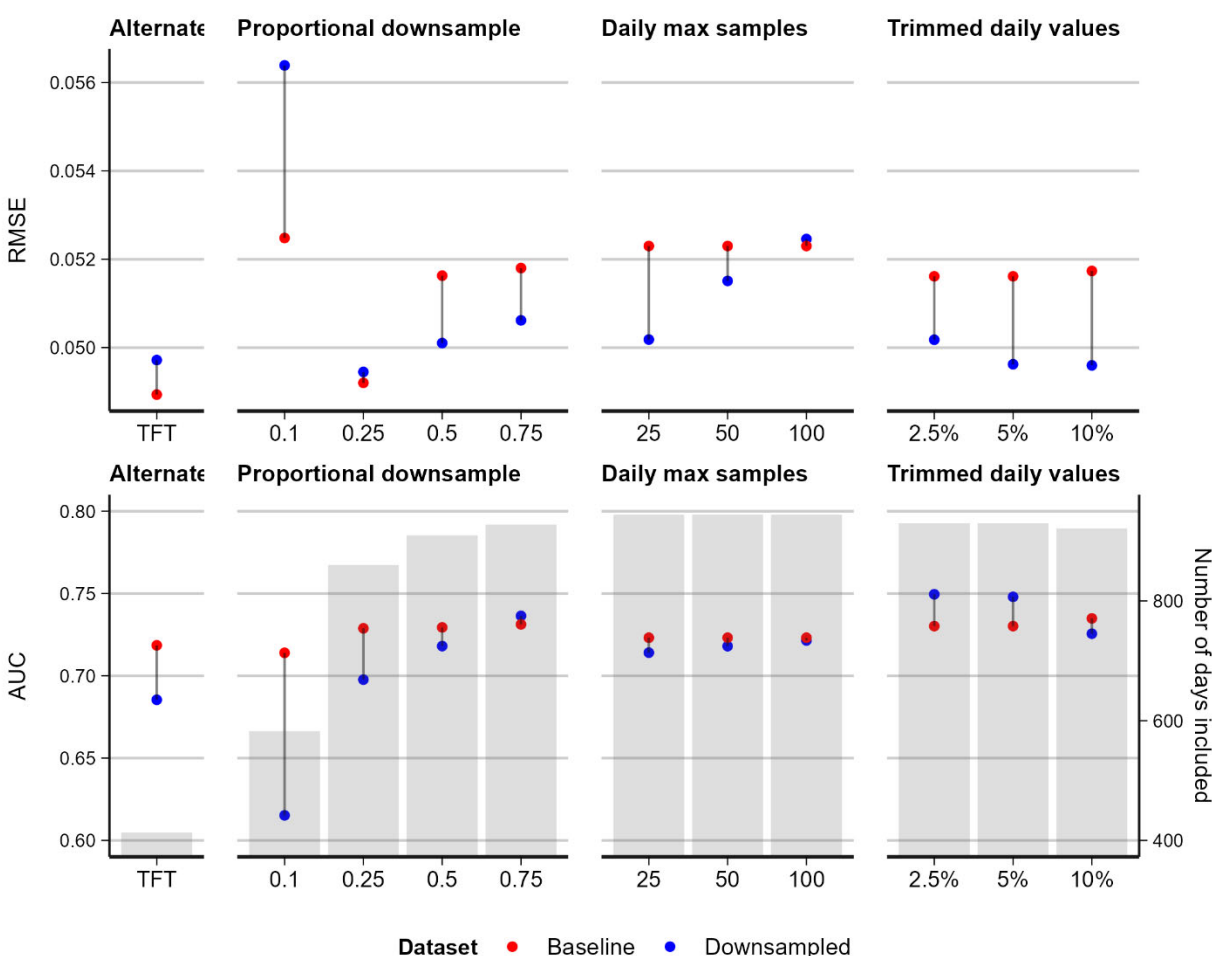 Alternate Proportional downsample Daily max samples Trimmed daily values
0.056
0.054
0.052
0.050
RMSE
TFT 0.1 0.25 0.5 0.75 25 50 100 2.5% 5% 10%
Alternate Proportional downsample Daily max samples Trimmed daily values
0.80
0.75
0.70
0.65
0.60
AUC
800
600
400
Number of days included
TFT 0.1 0.25 0.5 0.75 25 50 100 2.5% 5% 10%
Dataset Baseline Downsampled